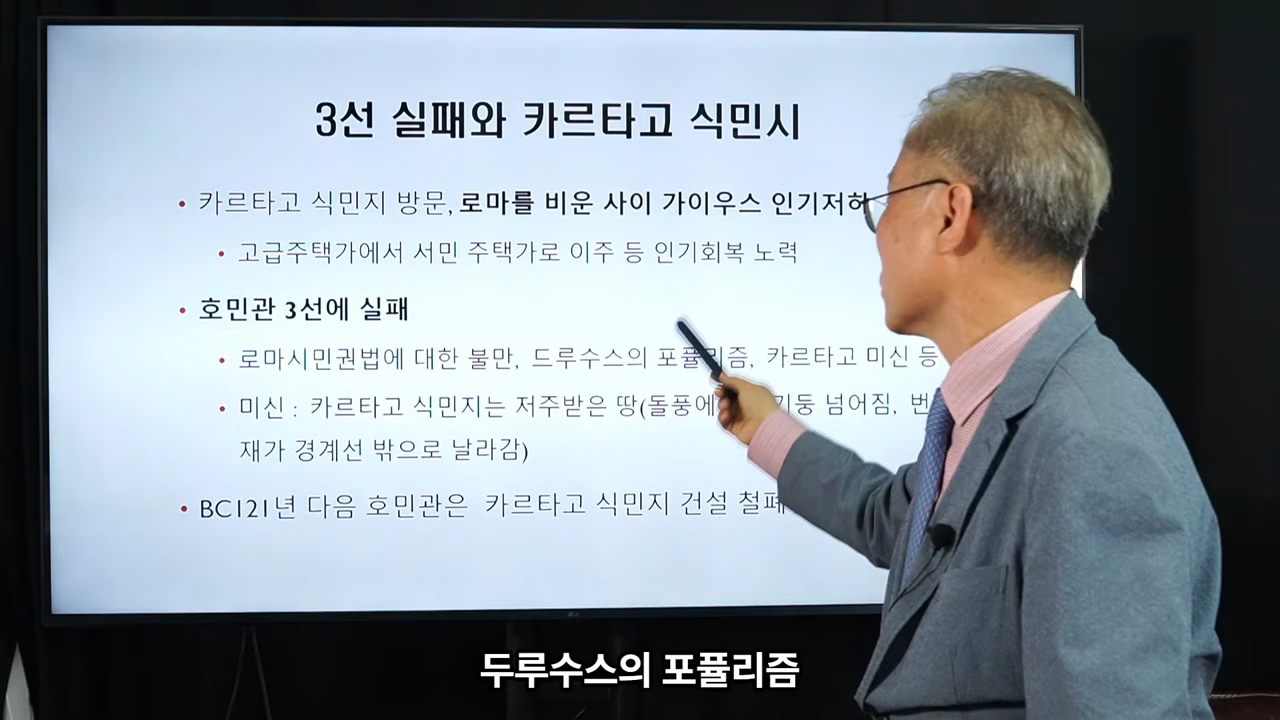 3선 실패와 카르타고 식민시
• 카르타고 식민지 방문, 로마를 비운 사이 가이우스 인기저하
• 고급주택가에서 서민 주택가로 이주 등 인기회복 노력
• 호민관 3선에 실패
• 로마시민권법에 대한 불만, 드루수스의 포퓰리즘, 카르타고 미신 등
• 미신 : 카르타고 식민지는 저주받은 땅(돌풍에 기둥 넘어짐,
재가 경계선 밖으로 날라감)
• BC121년 다음 호민관은 카르타고 식민지 건설 철폐
LG
두루수스의 포퓰리즘